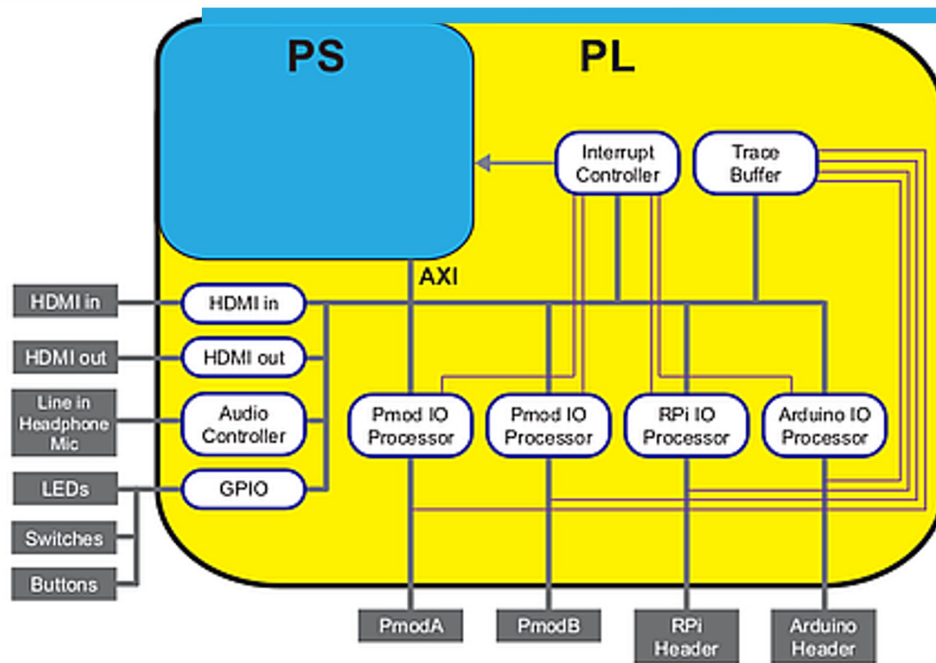 PS
PL
Interrupt
Controller
Trace
Buffer
AXI
HDMI in
HDMI in
HDMI out
HDMI out
Line in
Headphone
Mic
Audio
Controller
Pmod IO
Processor
Pmod IO
Processor
RPi IO
Processor
Arduino IO
Processor
LEDs
GPIO
Switches
Buttons
PmodA
PmodB
RPi
Header
Arduino
Header